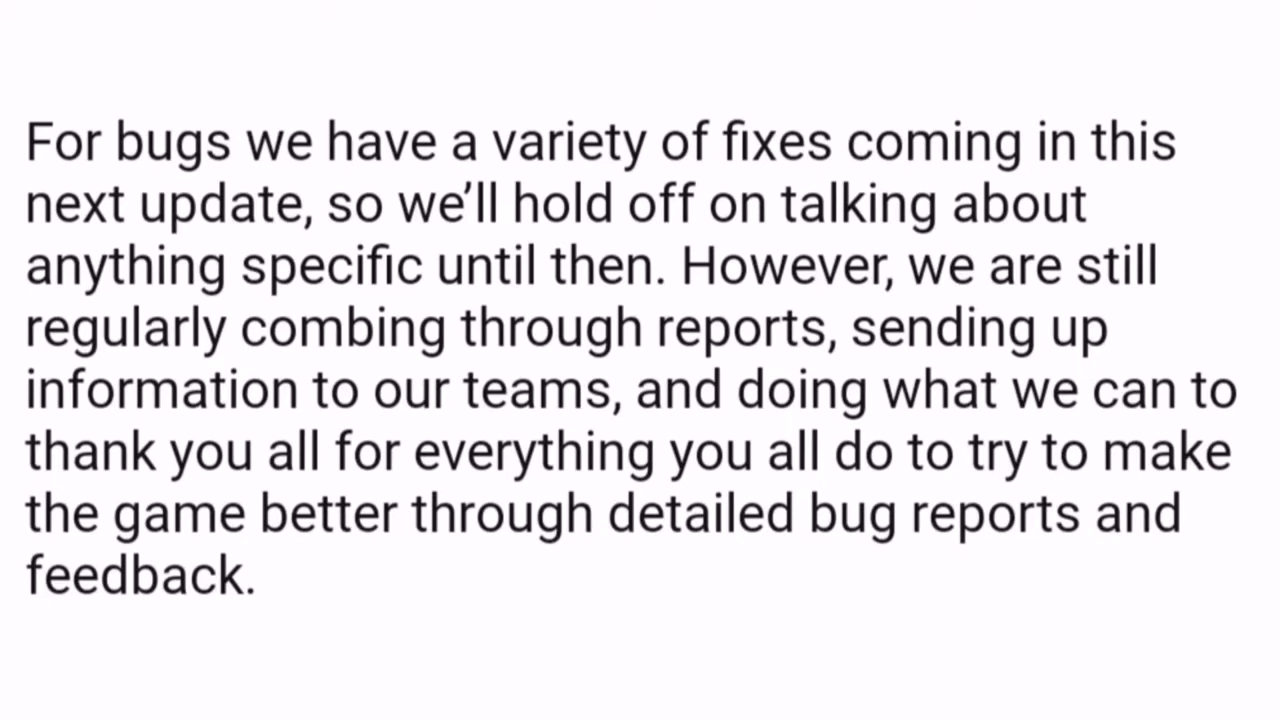 For bugs we have a variety of fixes coming in this
next update, so we’ll hold off on talking about
anything specific until then. However, we are still
regularly combing through reports, sending up
information to our teams, and doing what we can to
thank you all for everything you all do to try to make
the game better through detailed bug reports and
feedback.